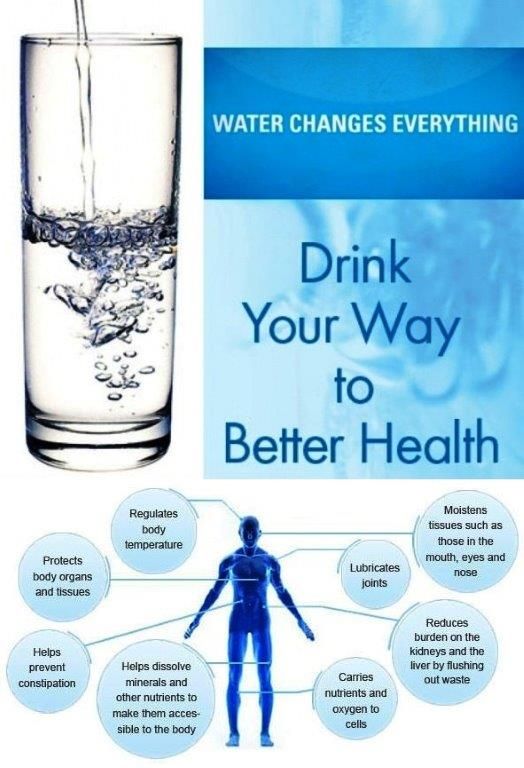 WATER CHANGES EVERYTHING
Drink
Your Way
to
Better Health
Regulates
body
temperature
Moistens
tissues such as
those in the
mouth, eyes and
nose
Protects
body organs
and tissues
Lubricates
joints
Helps
prevent
constipation
Reduces
burden on the
kidneys and the
liver by flushing
out waste
Helps dissolve
minerals and
other nutrients to
make them acces-
sible to the body
Carries
nutrients and
oxygen to
cells